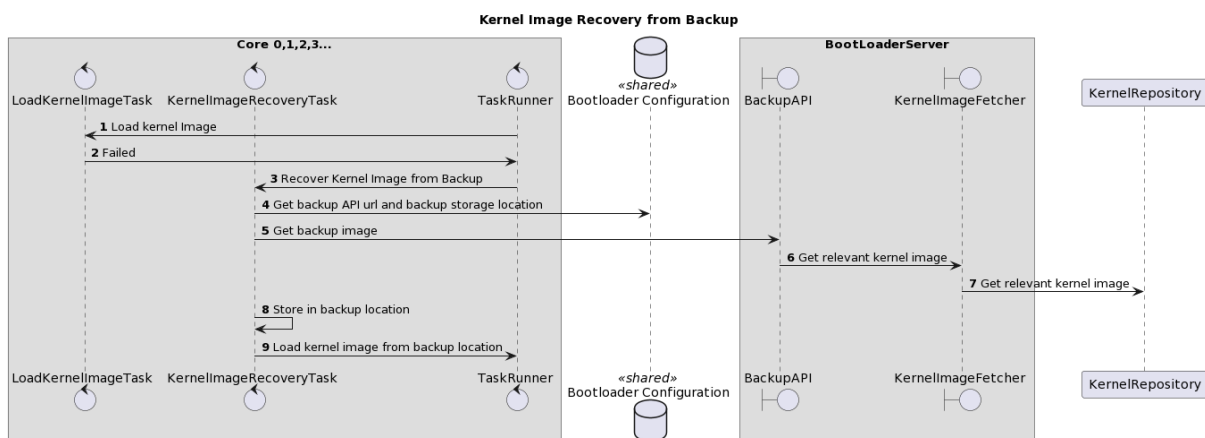 Kernel Image Recovery from Backup
Core 0,1,2,3...
BootLoaderServer
«shared»
LoadKernelImageTask
KernelImageRecoveryTask
TaskRunner
Bootloader Configuration
BackupAPI
KernelImageFetcher
KernelRepository
1 Load kernel Image
2 Failed
3 Recover Kernel Image from Backup
4 Get backup API url and backup storage location
5 Get backup image
6 Get relevant kernel image
7 Get relevant kernel image
8 Store in backup location
9 Load kernel image from backup location
LoadKernelImageTask
KernelImageRecoveryTask
TaskRunner
«shared»
Bootloader Configuration
BackupAPI
KernelImageFetcher
KernelRepository